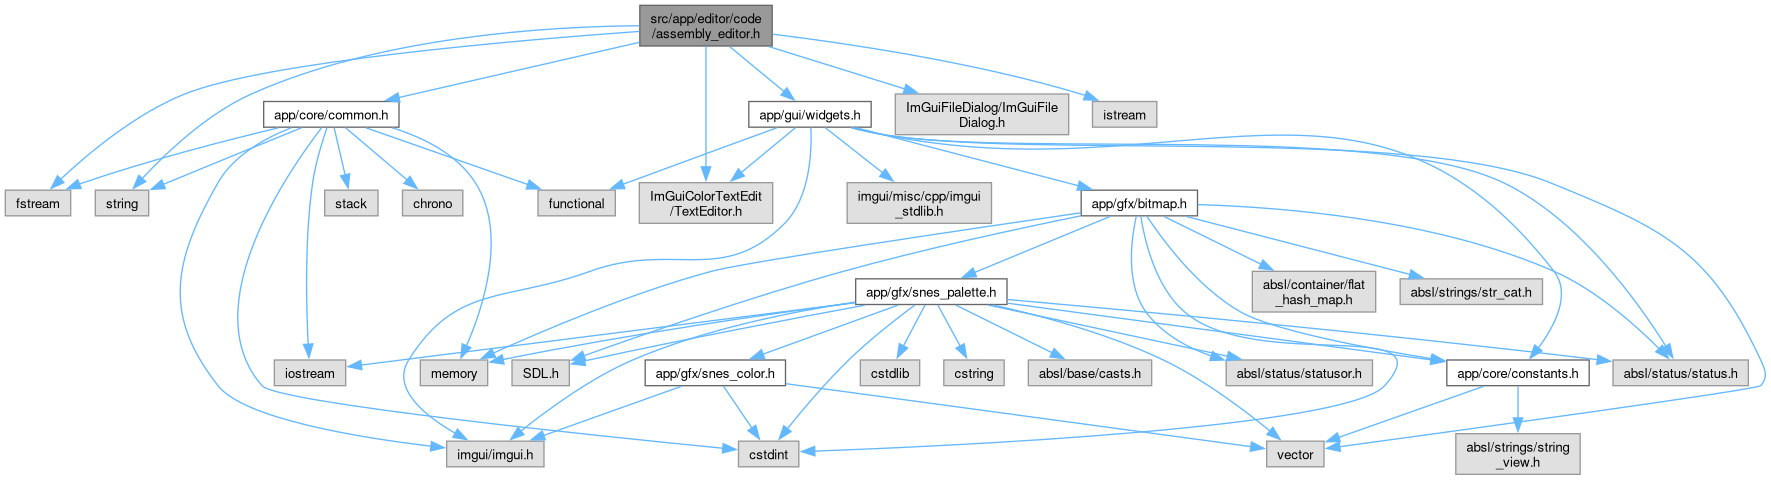 src/app/editor/code
/assembly_editor.h
app/core/common.h
app/gui/widgets.h
ImGuiFileDialog/ImGuiFile
Dialog.h
istream
fstream
string
stack
chrono
functional
ImGuiColorTextEdit
/TextEditor.h
imgui/misc/cpp/imgui
_stdlib.h
app/gfx/bitmap.h
app/gfx/snes_palette.h
absl/container/flat
_hash_map.h
absl/strings/str_cat.h
iostream
memory
SDL.h
app/gfx/snes_color.h
cstdlib
cstring
absl/base/casts.h
absl/status/statusor.h
app/core/constants.h
absl/status/status.h
imgui/imgui.h
cstdint
vector
absl/strings/string
_view.h